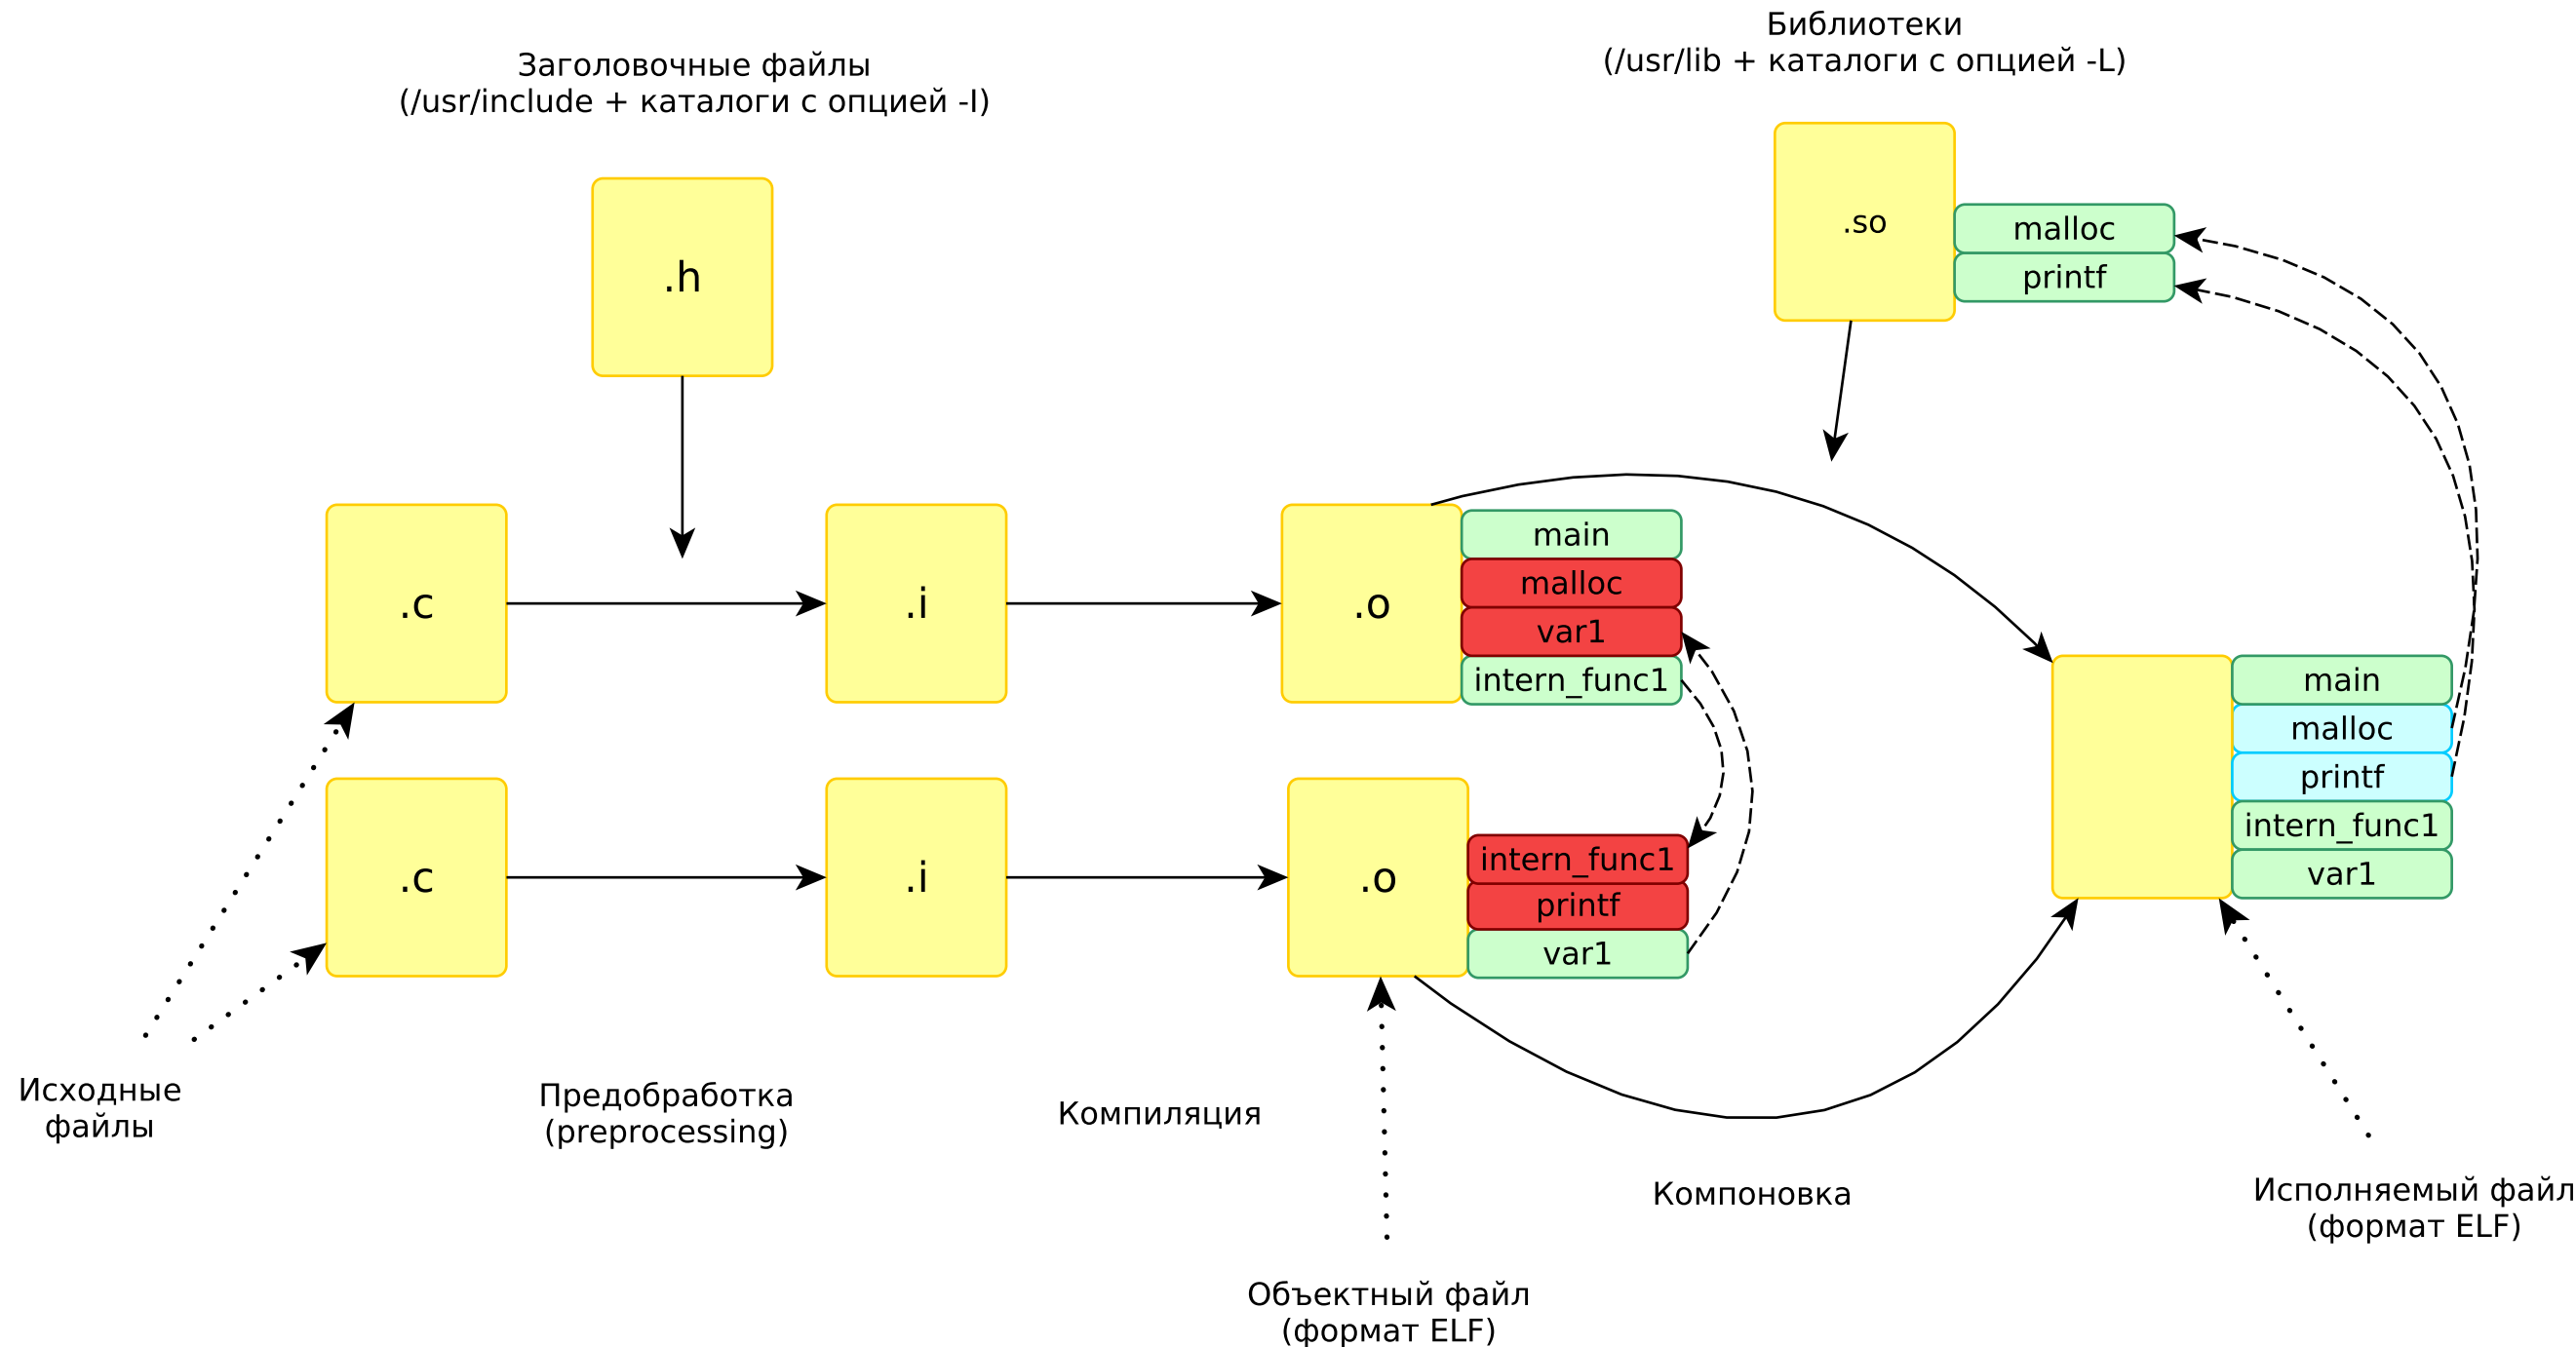 Библиотеки
(/usr/lib + каталоги с опцией -L)
Заголовочные файлы
(/usr/include + каталоги с опцией -I)
.so
malloc
printf
.h
.c
.i
.o
main
malloc
var1
intern_func1
.c
.i
.o
intern_func1
printf
var1
main
malloc
printf
intern_func1
var1
Исходные
файлы
Предобработка
(preprocessing)
Компиляция
Компоновка
Исполняемый файл
(формат ELF)
Объектный файл
(формат ELF)